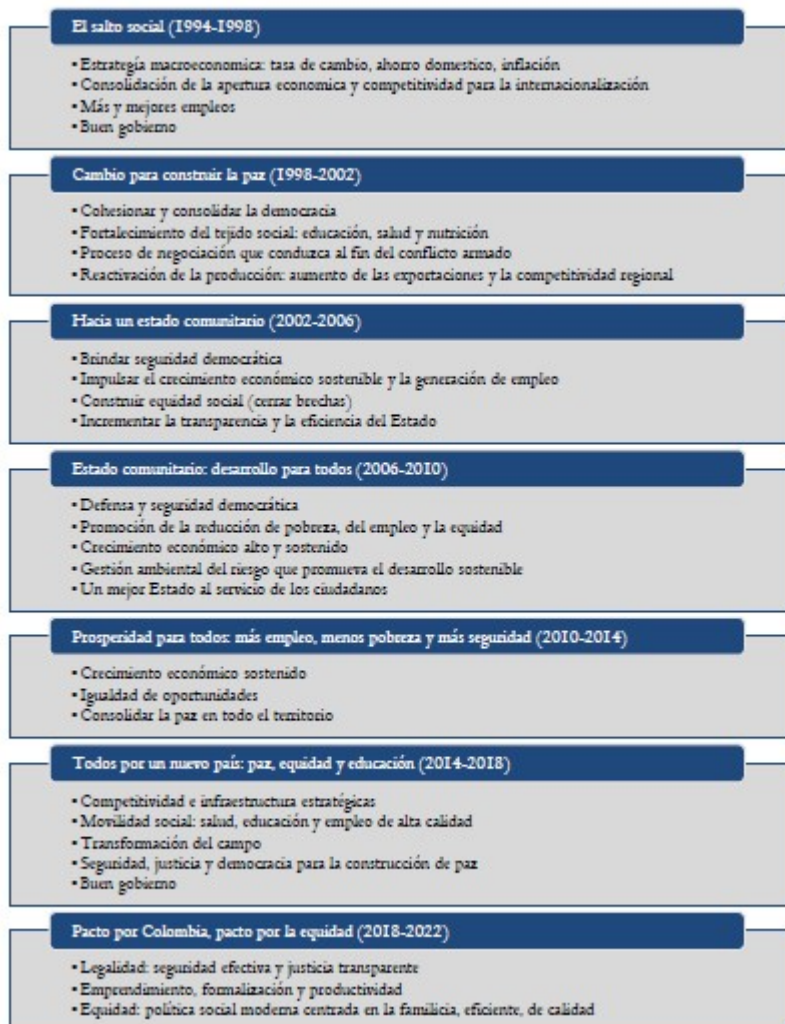 El salto social (1994-1998)
• Estrategía macroeconomica: tasa de cambio, ahorro domestico, inflación
• Consolidación de la apertura economica y competitividad para la internacionalización
• Más y mejores empleos
• Buen gobierno
Cambio para construir la paz (1998-2002)
• Cohesionar y consolidar la democracia
• Fortalecimiento del tejido social: educación, salud y nutrición
• Proceso de negociación que conduzca al fin del conflicto armado
• Reactivación de la producción: aumento de las exportaciones y la competitividad regional
Hacia un estado comunitario (2002-2006)
• Brindar seguridad democrática
• Impulsar el crecimiento económico sostenible y la generación de empleo
• Construir equidad social (cerrar brechas)
• Incrementar la transparencia y la eficiencia del Estado
Estado comunitario: desarrollo para todos (2006-2010)
• Defensa y seguridad democrática
• Promoción de la reducción de pobreza, del empleo y la equidad
• Crecimiento económico alto y sostenido
• Gestión ambiental del riesgo que promueva el desarrollo sostenible
• Un mejor Estado al servicio de los ciudadanos
Prosperidad para todos: más empleo, menos pobreza y más seguridad (2010-2014)
• Crecimiento económico sostenido
• Igualdad de oportunidades
• Consolidar la paz en todo el territorio
Todos por un nuevo país: paz, equidad y educación (2014-2018)
• Competitividad e infraestructura estratégicas
• Movilidad social: salud, educación y empleo de alta calidad
• Transformación del campo
• Seguridad, justicia y democracia para la construcción de paz
• Buen gobierno
Pacto por Colombia, pacto por la equidad (2018-2022)
• Legalidad: seguridad efectiva y justicia transparente
• Emprendimiento, formalización y productividad
• Equidad: política social moderna centrada en la familicia, eficiente, de calidad